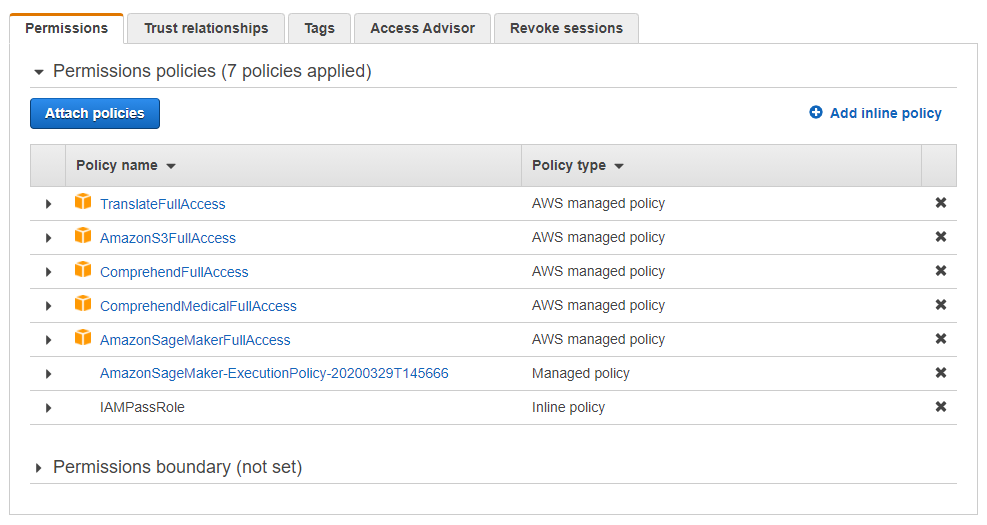 Permissions Trust relationships Tags Access Advisor Revoke sessions
Permissions policies (7 policies applied)
Attach policies Add inline policy
Policy name Policy type
TranslateFullAccess AWS managed policy
AmazonS3FullAccess AWS managed policy
ComprehendFullAccess AWS managed policy
ComprehendMedicalFullAccess AWS managed policy
AmazonSageMakerFullAccess AWS managed policy
AmazonSageMaker-ExecutionPolicy-20200329T145666 Managed policy
IAMPassRole Inline policy
Permissions boundary (not set)